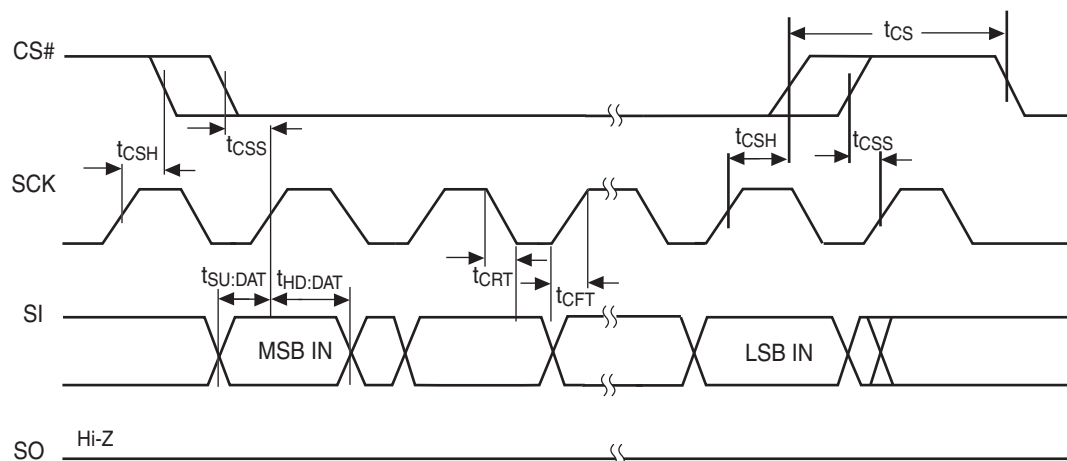 tCS
CS#
tCSH
tCSS
tCSH
tCSS
SCK
tSU:DAT
tHD:DAT
tCRT
tCFT
SI
MSB IN
LSB IN
Hi-Z
SO